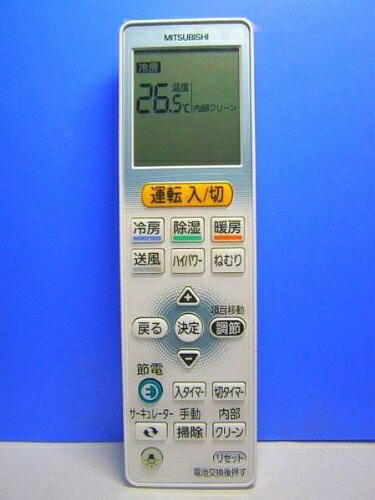 MITSUBISHI
冷房
26.5℃ 温度
内部クリーン
運転 入/切
冷房 除湿 暖房
送風 ハイパワー ねむり
項目移動
戻る 決定 調節
節電
入タイマー 切タイマー
サーキュレーター 手動 内部
掃除 クリーン
リセット
電池交換後押す